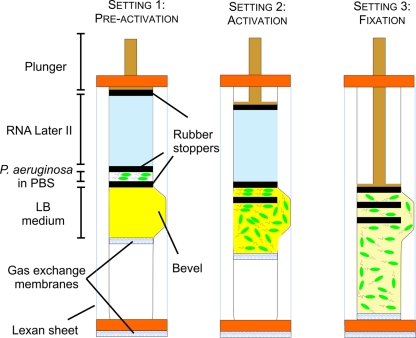 SETTING 1:
PRE-ACTIVATION
SETTING 2:
ACTIVATION
SETTING 3:
FIXATION
Plunger
RNA Later II
Rubber
stoppers
P. aeruginosa
in PBS
LB
medium
Bevel
Gas exchange
membranes
Lexan sheet